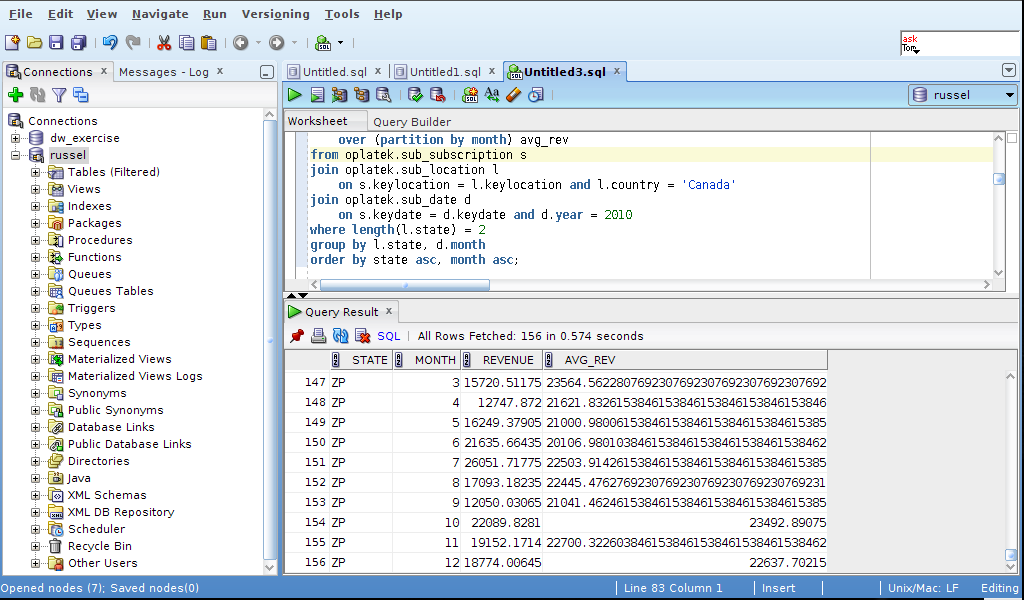 File Edit View Navigate Run Versioning Tools Help
ask
Tom
Connections x Messages - Log x
Untitled.sql x Untitled1.sql x Untitled3.sql x
russel
Worksheet Query Builder
Connections
dw_exercise
russel
Tables (Filtered)
Views
Indexes
Packages
Procedures
Functions
Queues
Queues Tables
Triggers
Types
Sequences
Materialized Views
Materialized Views Logs
Synonyms
Public Synonyms
Database Links
Public Database Links
Directories
Java
XML Schemas
XML DB Repository
Scheduler
Recycle Bin
Other Users
over (partition by month) avg_rev
from oplatek.sub_subscription s
join oplatek.sub_location l
on s.keylocation = l.keylocation and l.country = 'Canada'
join oplatek.sub_date d
on s.keydate = d.keydate and d.year = 2010
where length(l.state) = 2
group by l.state, d.month
order by state asc, month asc;
Query Result x
SQL | All Rows Fetched: 156 in 0.574 seconds
STATE MONTH REVENUE AVG_REV
147 ZP 3 15720.51175 23564.5622807692307692307692307692307692
148 ZP 4 12747.872 21621.8326153846153846153846153846153846
149 ZP 5 16249.37905 21000.9800615384615384615384615384615385
150 ZP 6 21635.66435 20106.9801038461538461538461538461538462
151 ZP 7 26051.71775 22503.9142615384615384615384615384615385
152 ZP 8 17093.18235 22445.4762769230769230769230769230769231
153 ZP 9 12050.03065 21041.4624615384615384615384615384615385
154 ZP 10 22089.8281 23492.89075
155 ZP 11 19152.1714 22700.3226038461538461538461538461538462
156 ZP 12 18774.00645 22637.70215
Opened nodes (7); Saved nodes(0) Line 83 Column 1 Insert Unix/Mac: LF Editing